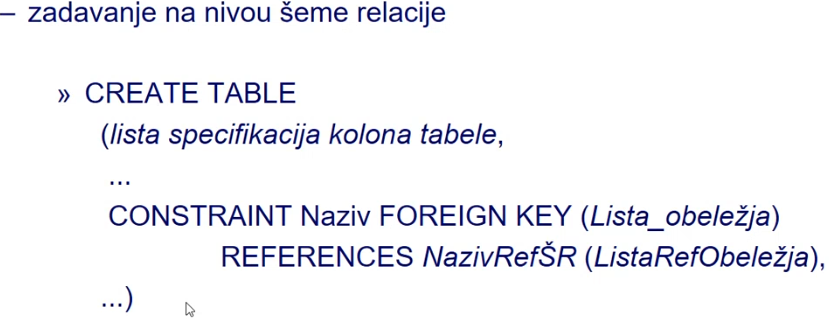 – zadavanje na nivou šeme relacije
» CREATE TABLE
(lista specifikacija kolona tabele,
...
CONSTRAINT Naziv FOREIGN KEY (Lista_obeležja)
REFERENCES NazivRefŠR (ListaRefObeležja),
...)